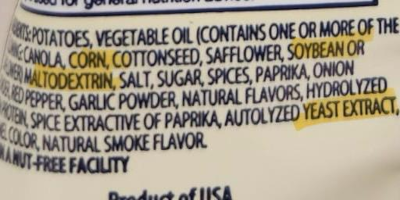 for general nutrition
POTATOES, VEGETABLE OIL (CONTAINS ONE OR MORE OF THE
CANOLA, CORN, COTTONSEED, SAFFLOWER, SOYBEAN OR
MALTODEXTRIN, SALT, SUGAR, SPICES, PAPRIKA, ONION
RED PEPPER, GARLIC POWDER, NATURAL FLAVORS, HYDROLYZED
SPICE EXTRACTIVE OF PAPRIKA, AUTOLYZED YEAST EXTRACT,
COLOR, NATURAL SMOKE FLAVOR.
A NUT-FREE FACILITY
Product of USA